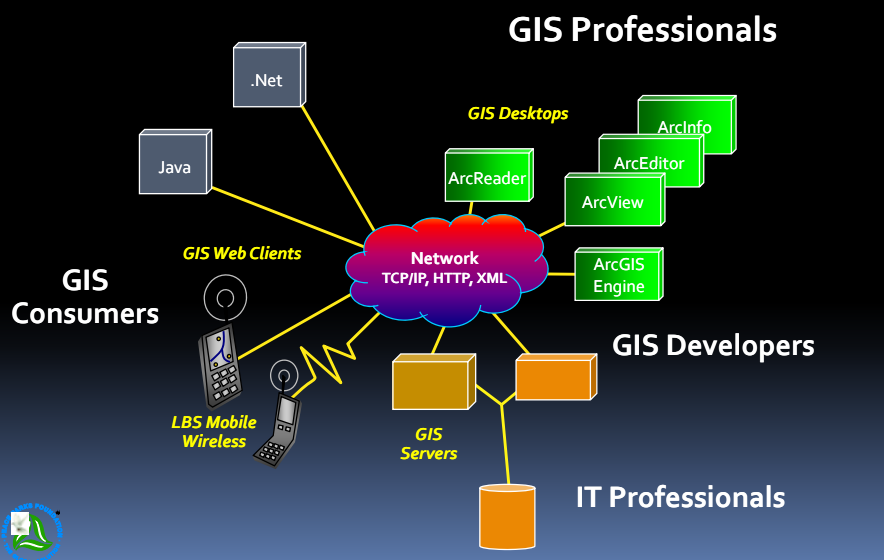 GIS Professionals
.Net
GIS Desktops
ArcInfo
Java
ArcEditor
ArcReader
ArcView
GIS Web Clients
Network
TCP/IP, HTTP, XML
ArcGIS
Engine
GIS
Consumers
GIS Developers
LBS Mobile
Wireless
GIS
Servers
IT Professionals